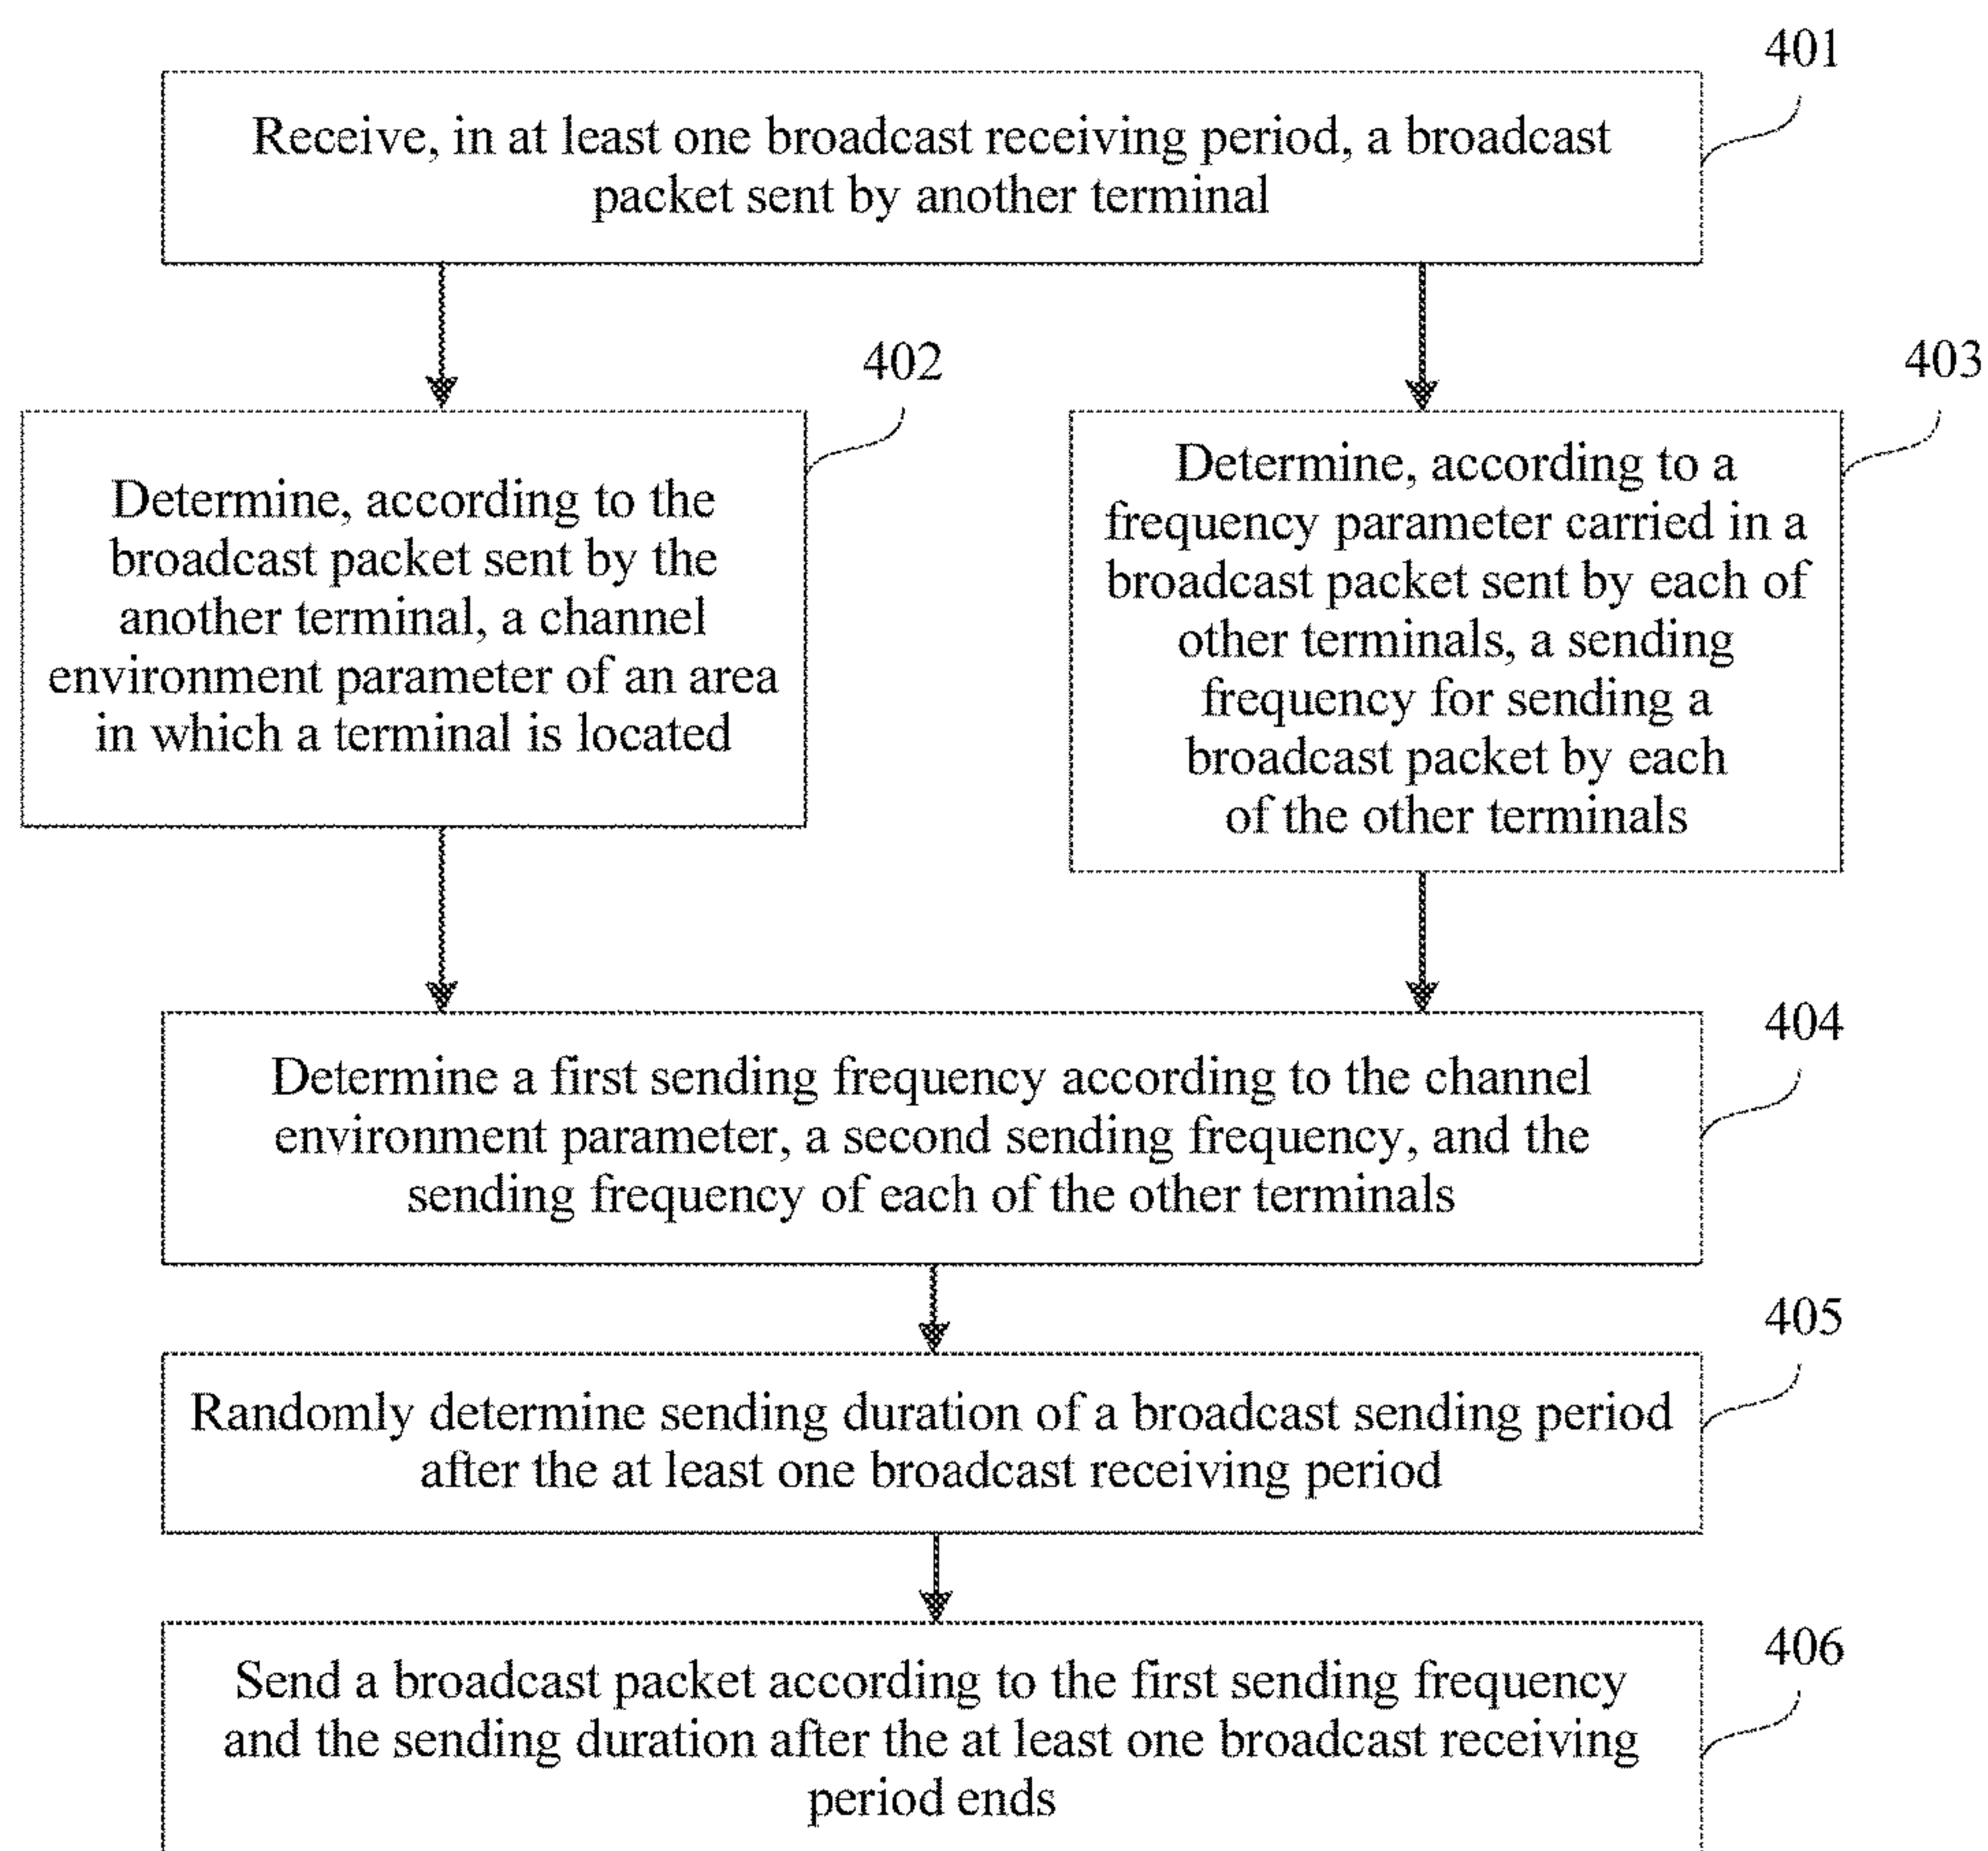 401
Receive, in at least one broadcast receiving period, a broadcast
packet sent by another terminal
402
Determine, according to the
broadcast packet sent by the
another terminal, a channel
environment parameter of an area
in which a terminal is located
403
Determine, according to a
frequency parameter carried in a
broadcast packet sent by each of
other terminals, a sending
frequency for sending a
broadcast packet by each
of the other terminals
404
Determine a first sending frequency according to the channel
environment parameter, a second sending frequency, and the
sending frequency of each of the other terminals
405
Randomly determine sending duration of a broadcast sending period
after the at least one broadcast receiving period
406
Send a broadcast packet according to the first sending frequency
and the sending duration after the at least one broadcast receiving
period ends